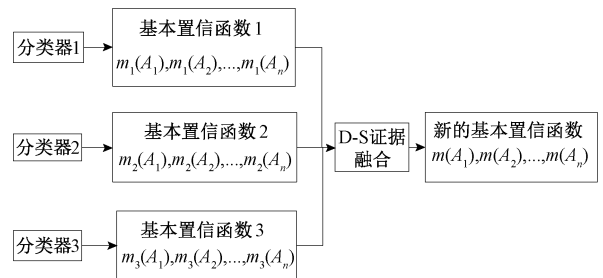 分类器1
基本置信函数1
m₁(A₁),m₁(A₂),...,m₁(Aₙ)
分类器2
基本置信函数2
m₂(A₁),m₂(A₂),...,m₂(Aₙ)
D-S证据
融合
新的基本置信函数
m(A₁),m(A₂),...,m(Aₙ)
分类器3
基本置信函数3
m₃(A₁),m₃(A₂),...,m₃(Aₙ)